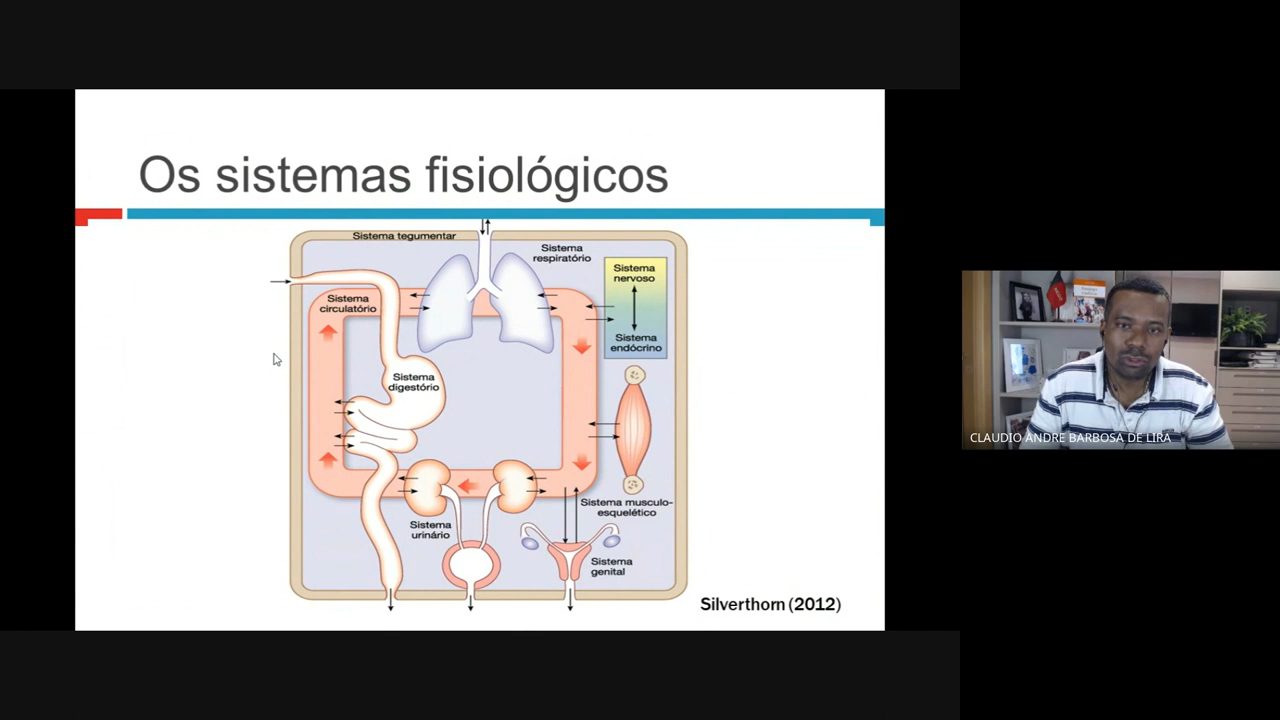 Os sistemas fisiológicos
Sistema tegumentar
Sistema
respiratório
Sistema
nervoso
Sistema
circulatório
Sistema
endócrino
Sistema
digestório
Sistema musculo-
esquelético
Sistema
urinário
Sistema
genital
Silverthorn (2012)
CLAUDIO ANDRE BARBOSA DE LIRA